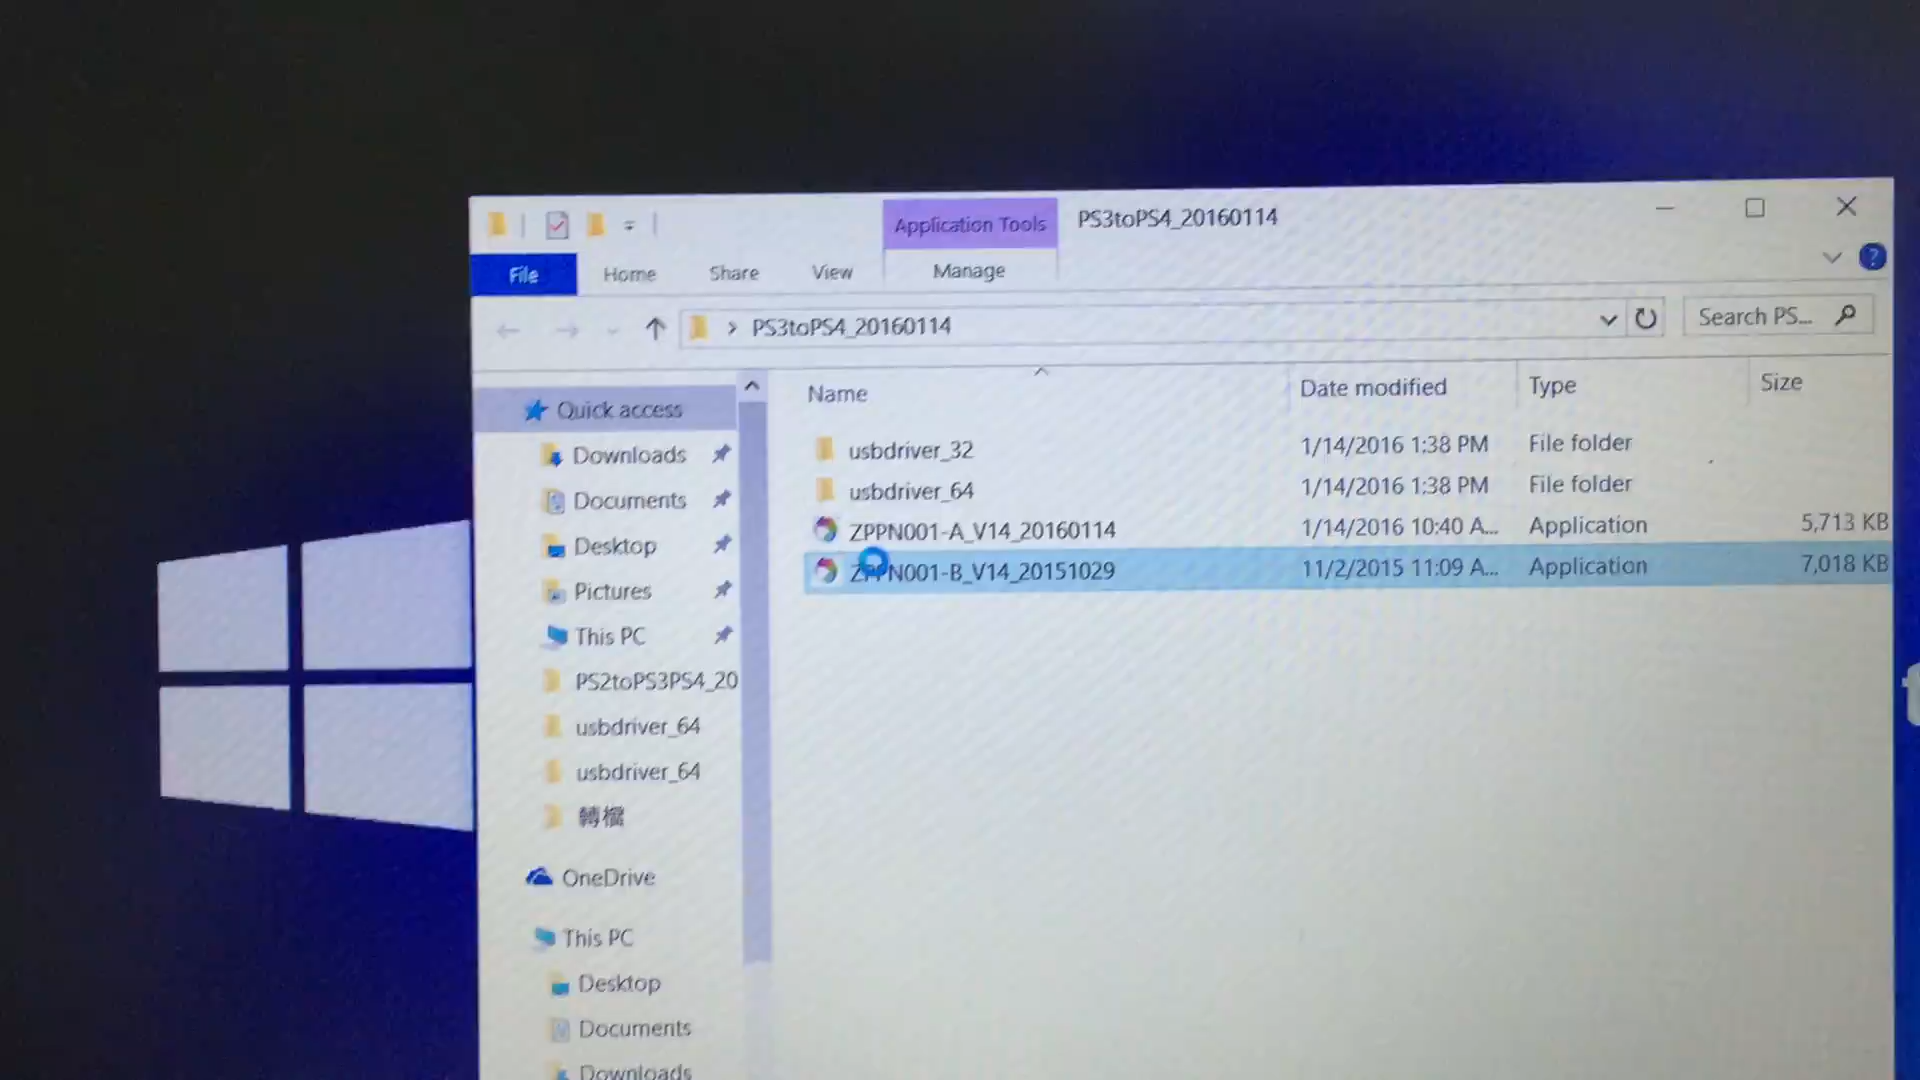 Application Tools
PS3toPS4_20160114
File
Home
Share
View
Manage
PS3toPS4_20160114
Search PS...
Name
Date modified
Type
Size
Quick access
Downloads
Documents
Desktop
Pictures
This PC
PS2toPS3PS4_20
usbdriver_64
usbdriver_64
轉檔
OneDrive
This PC
Desktop
Documents
Downloads
usbdriver_32 1/14/2016 1:38 PM File folder
usbdriver_64 1/14/2016 1:38 PM File folder
ZPPN001-A_V14_20160114 1/14/2016 10:40 A... Application 5,713 KB
ZPPN001-B_V14_20151029 11/2/2015 11:09 A... Application 7,018 KB